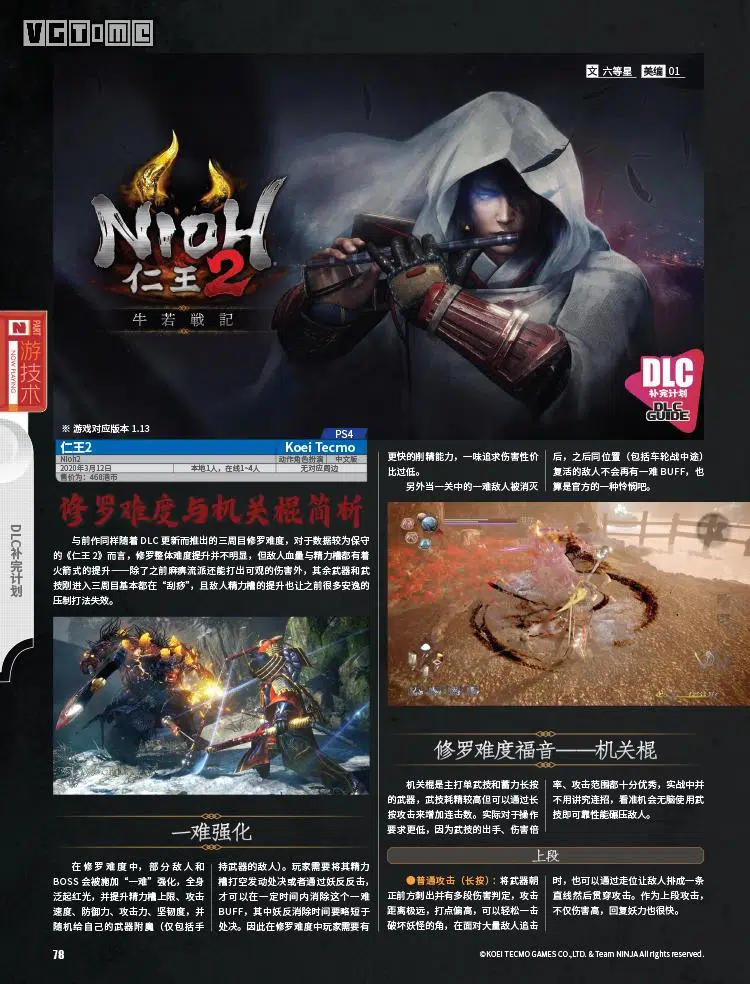 VGTIME
文 六等星 美编 01
NIOH
仁王2
牛若戦記
DLC
补完计划
DLC
GUIDE
PART
N
NOW PLAYING
游技术
DLC补完计划
※ 游戏对应版本 1.13
PS4
仁王2 Koei Tecmo
Nioh2 动作角色扮演 中文版
2020年3月12日 本地1人，在线1~4人 无对应周边
售价为：468港币
修罗难度与机关棍简析
与前作同样随着 DLC 更新而推出的三周目修罗难度，对于数据较为保守
的《仁王 2》而言，修罗整体难度提升并不明显，但敌人血量与精力槽都有着
火箭式的提升——除了之前麻痹流派还能打出可观的伤害外，其余武器和武
技刚进入三周目基本都在“刮痧”，且敌人精力槽的提升也让之前很多安逸的
压制打法失效。
一难强化
在修罗难度中，部分敌人和
BOSS 会被施加“一难”强化，全身
泛起红光，并提升精力槽上限、攻击
速度、防御力、攻击力、坚韧度，并
随机给自己的武器附魔（仅包括手
持武器的敌人）。玩家需要将其精力
槽打空发动处决或者通过妖反反击，
才可以在一定时间内消除这个一难
BUFF，其中妖反消除时间要略短于
处决。因此在修罗难度中玩家需要有
更快的削精能力，一味追求伤害性价
比过低。
另外当一关中的一难敌人被消灭
后，之后同位置（包括车轮战中途）
复活的敌人不会再有一难 BUFF，也
算是官方的一种怜悯吧。
修罗难度福音——机关棍
机关棍是主打单武技和蓄力长按
的武器，武技耗精较高但可以通过长
按攻击来增加连击数。实际对于操作
要求更低，因为武技的出手、伤害倍
率、攻击范围都十分优秀，实战中并
不用讲究连招，看准机会无脑使用武
技即可靠性能碾压敌人。
上段
●普通攻击（长按）：将武器朝
正前方刺出并有多段伤害判定，攻击
距离极远，打点偏高，可以轻松一击
破坏妖怪的角，在面对大量敌人追击
时，也可以通过走位让敌人排成一条
直线然后贯穿攻击。作为上段攻击，
不仅伤害高，回复妖力也很快。
78
©KOEI TECMO GAMES CO.,LTD. & Team NINJA All rights reserved.